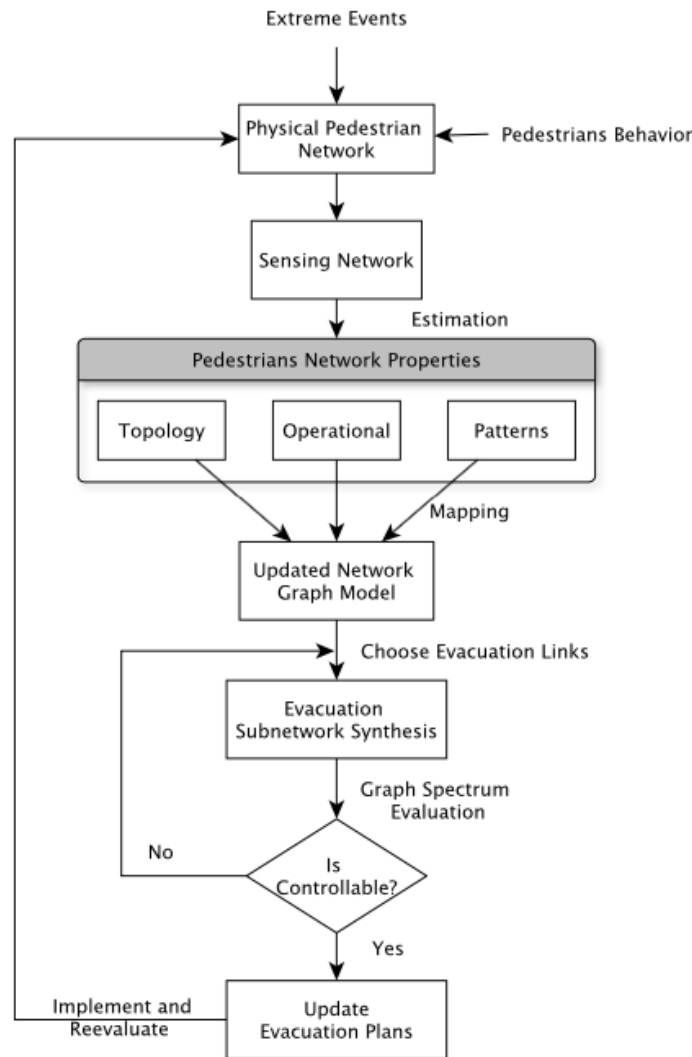 Extreme Events
Physical Pedestrian
Network
Pedestrians Behavior
Sensing Network
Estimation
Pedestrians Network Properties
Topology
Operational
Patterns
Mapping
Updated Network
Graph Model
Choose Evacuation Links
Evacuation
Subnetwork Synthesis
Graph Spectrum
Evaluation
No
Is
Controllable?
Yes
Implement and
Reevaluate
Update
Evacuation Plans